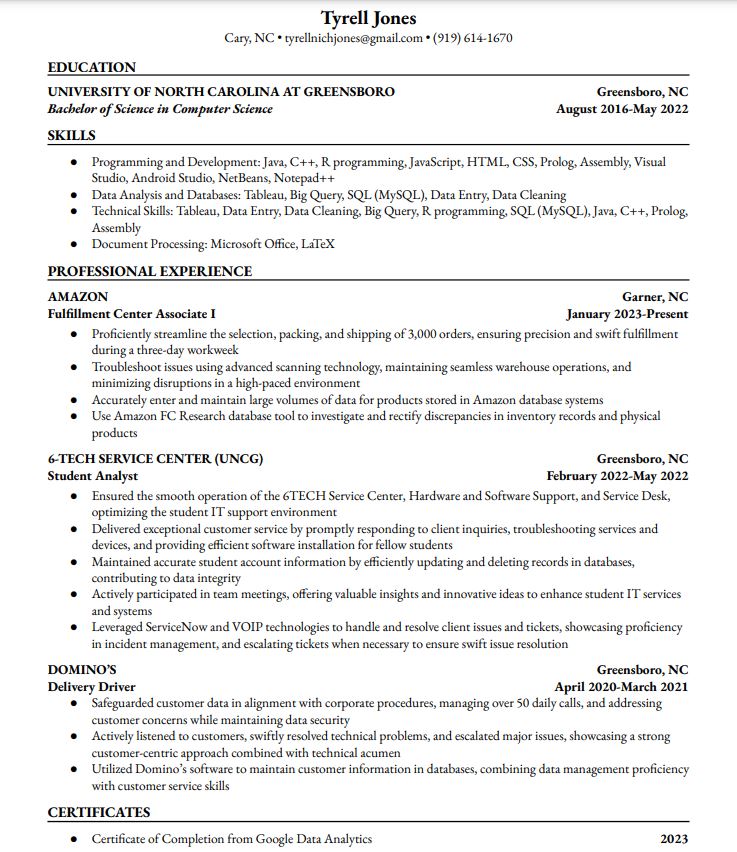 Tyrell Jones
Cary, NC • tyrellnichjones@gmail.com • (919) 614-1670
EDUCATION
UNIVERSITY OF NORTH CAROLINA AT GREENSBORO Greensboro, NC
Bachelor of Science in Computer Science August 2016-May 2022
SKILLS
● Programming and Development: Java, C++, R programming, JavaScript, HTML, CSS, Prolog, Assembly, Visual
Studio, Android Studio, NetBeans, Notepad++
● Data Analysis and Databases: Tableau, Big Query, SQL (MySQL), Data Entry, Data Cleaning
● Technical Skills: Tableau, Data Entry, Data Cleaning, Big Query, R programming, SQL (MySQL), Java, C++, Prolog,
Assembly
● Document Processing: Microsoft Office, LaTeX
PROFESSIONAL EXPERIENCE
AMAZON Garner, NC
Fulfillment Center Associate I January 2023-Present
● Proficiently streamline the selection, packing, and shipping of 3,000 orders, ensuring precision and swift fulfillment
during a three-day workweek
● Troubleshoot issues using advanced scanning technology, maintaining seamless warehouse operations, and
minimizing disruptions in a high-paced environment
● Accurately enter and maintain large volumes of data for products stored in Amazon database systems
● Use Amazon FC Research database tool to investigate and rectify discrepancies in inventory records and physical
products
6-TECH SERVICE CENTER (UNCG) Greensboro, NC
Student Analyst February 2022-May 2022
● Ensured the smooth operation of the 6TECH Service Center, Hardware and Software Support, and Service Desk,
optimizing the student IT support environment
● Delivered exceptional customer service by promptly responding to client inquiries, troubleshooting services and
devices, and providing efficient software installation for fellow students
● Maintained accurate student account information by efficiently updating and deleting records in databases,
contributing to data integrity
● Actively participated in team meetings, offering valuable insights and innovative ideas to enhance student IT services
and systems
● Leveraged ServiceNow and VOIP technologies to handle and resolve client issues and tickets, showcasing proficiency
in incident management, and escalating tickets when necessary to ensure swift issue resolution
DOMINO'S Greensboro, NC
Delivery Driver April 2020-March 2021
● Safeguarded customer data in alignment with corporate procedures, managing over 50 daily calls, and addressing
customer concerns while maintaining data security
● Actively listened to customers, swiftly resolved technical problems, and escalated major issues, showcasing a strong
customer-centric approach combined with technical acumen
● Utilized Domino's software to maintain customer information in databases, combining data management proficiency
with customer service skills
CERTIFICATES
● Certificate of Completion from Google Data Analytics 2023